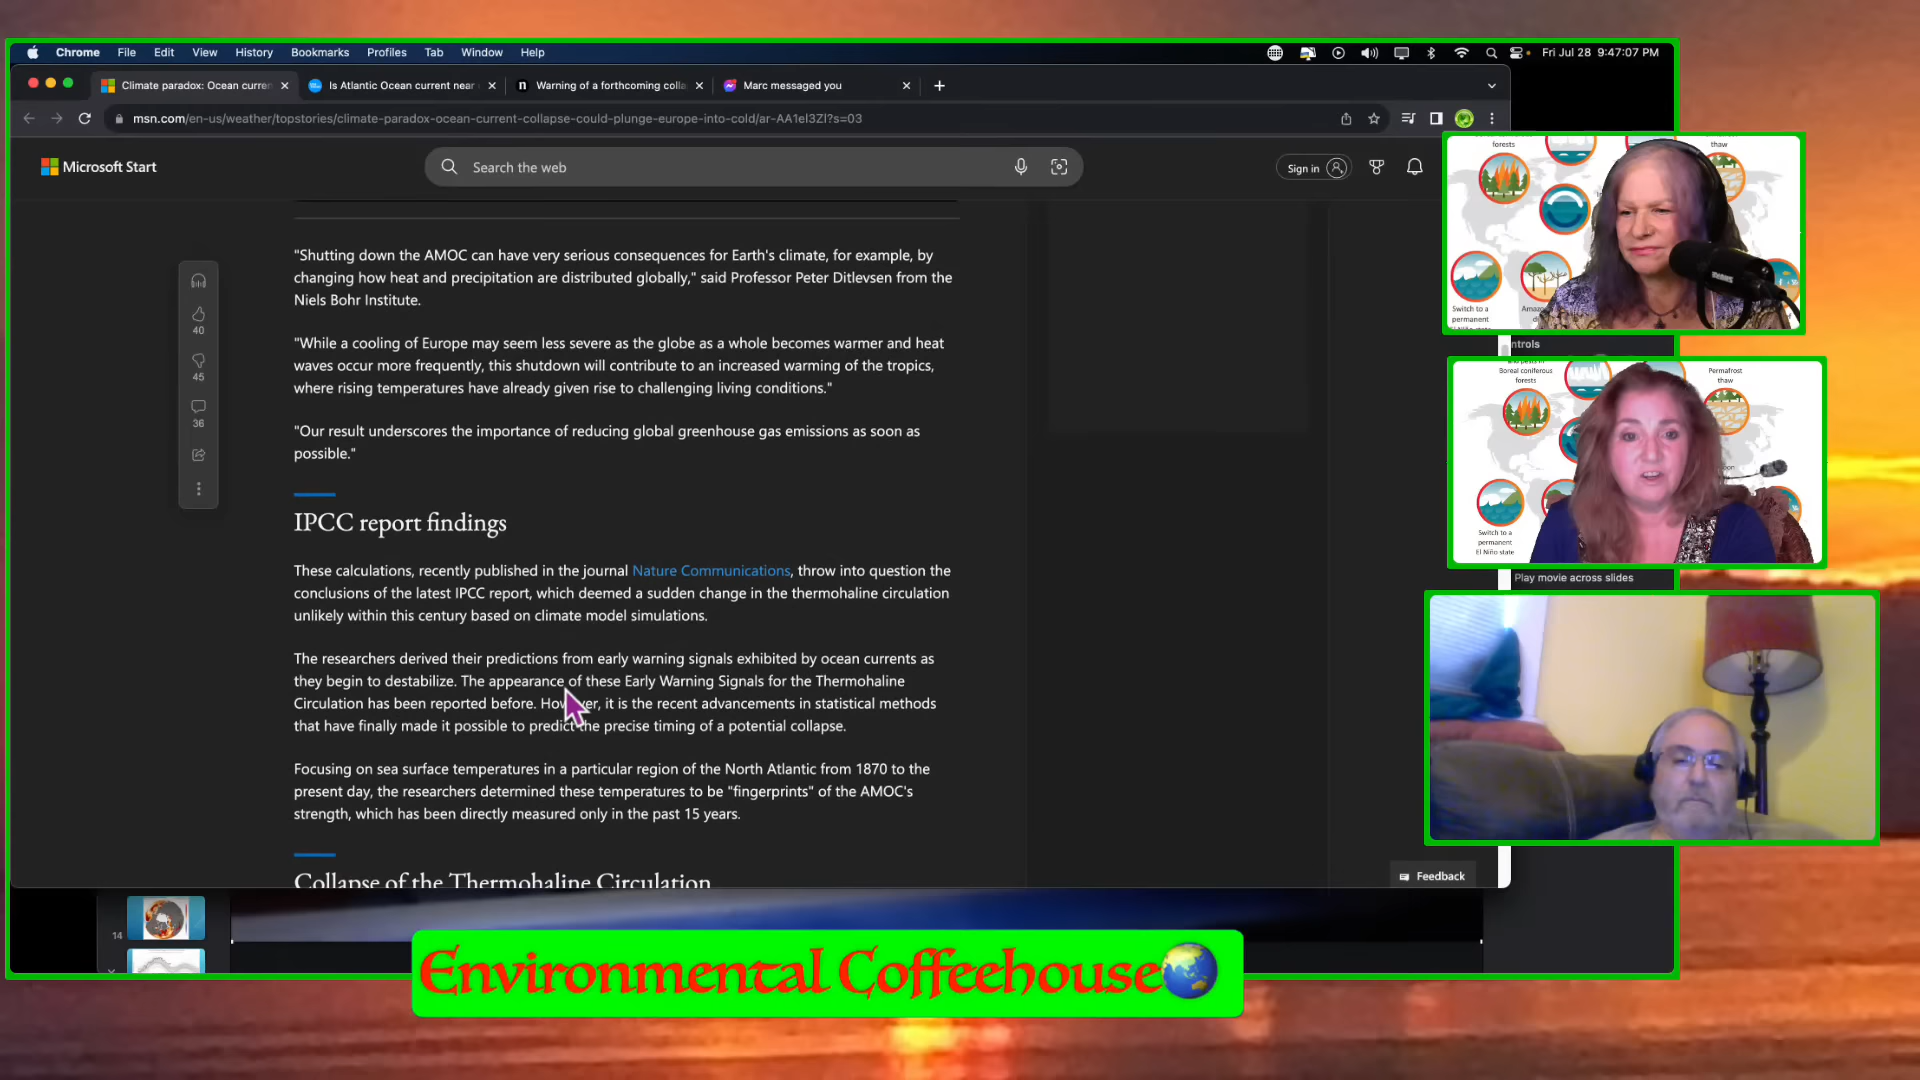 Chrome File Edit View History Bookmarks Profiles Tab Window Help
Fri Jul 28 9:47:07 PM
Climate paradox: Ocean curren
Is Atlantic Ocean current near
Warning of a forthcoming colla
Marc messaged you
msn.com/en-us/weather/topstories/climate-paradox-ocean-current-collapse-could-plunge-europe-into-cold/ar-AA1el3ZI?s=03
Microsoft Start
Search the web
Sign in
"Shutting down the AMOC can have very serious consequences for Earth's climate, for example, by
changing how heat and precipitation are distributed globally," said Professor Peter Ditlevsen from the
Niels Bohr Institute.
"While a cooling of Europe may seem less severe as the globe as a whole becomes warmer and heat
waves occur more frequently, this shutdown will contribute to an increased warming of the tropics,
where rising temperatures have already given rise to challenging living conditions."
"Our result underscores the importance of reducing global greenhouse gas emissions as soon as
possible."
40
45
36
IPCC report findings
These calculations, recently published in the journal Nature Communications, throw into question the
conclusions of the latest IPCC report, which deemed a sudden change in the thermohaline circulation
unlikely within this century based on climate model simulations.
The researchers derived their predictions from early warning signals exhibited by ocean currents as
they begin to destabilize. The appearance of these Early Warning Signals for the Thermohaline
Circulation has been reported before. However, it is the recent advancements in statistical methods
that have finally made it possible to predict the precise timing of a potential collapse.
Focusing on sea surface temperatures in a particular region of the North Atlantic from 1870 to the
present day, the researchers determined these temperatures to be "fingerprints" of the AMOC's
strength, which has been directly measured only in the past 15 years.
Collapse of the Thermohaline Circulation
Feedback
forests
thaw
Switch to a
permanent
El Niño state
ntrols
Boreal coniferous
forests
Permafrost
thaw
Switch to a
permanent
El Niño state
Play movie across slides
14
Environmental Coffeehouse